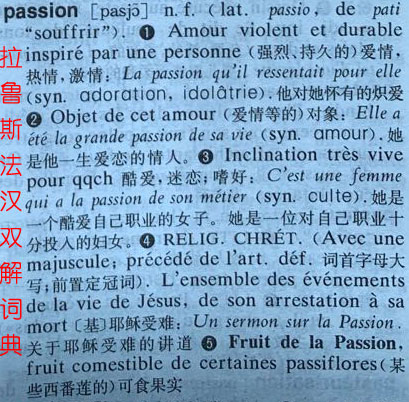 passion [pasjɔ̃] n.f. (lat. passio, de pati
“souffrir”). ❶ Amour violent et durable
inspiré par une personne (强烈、持久的)爱情,
热情,激情: La passion qu'il ressentait pour elle
(syn. adoration, idolâtrie). 他对她怀有的炽爱
❷ Objet de cet amour (爱情等的)对象: Elle a
été la grande passion de sa vie (syn. amour). 她
是他一生爱恋的情人。❸ Inclination très vive
pour qqch 酷爱,迷恋;嗜好: C'est une femme
qui a la passion de son métier (syn. culte). 她是
一个酷爱自己职业的女子。她是一位对自己职业十
分投入的妇女。❹ RELIG. CHRÉT. (Avec une
majuscule; précédé de l'art. déf. 词首字母大
写;前置定冠词). L'ensemble des événements
de la vie de Jésus, de son arrestation à sa
mort〔基〕耶稣受难: Un sermon sur la Passion.
关于耶稣受难的讲道 ❺ Fruit de la Passion,
fruit comestible de certaines passiflores (某
些西番莲的)可食果实
拉鲁斯法汉双解词典